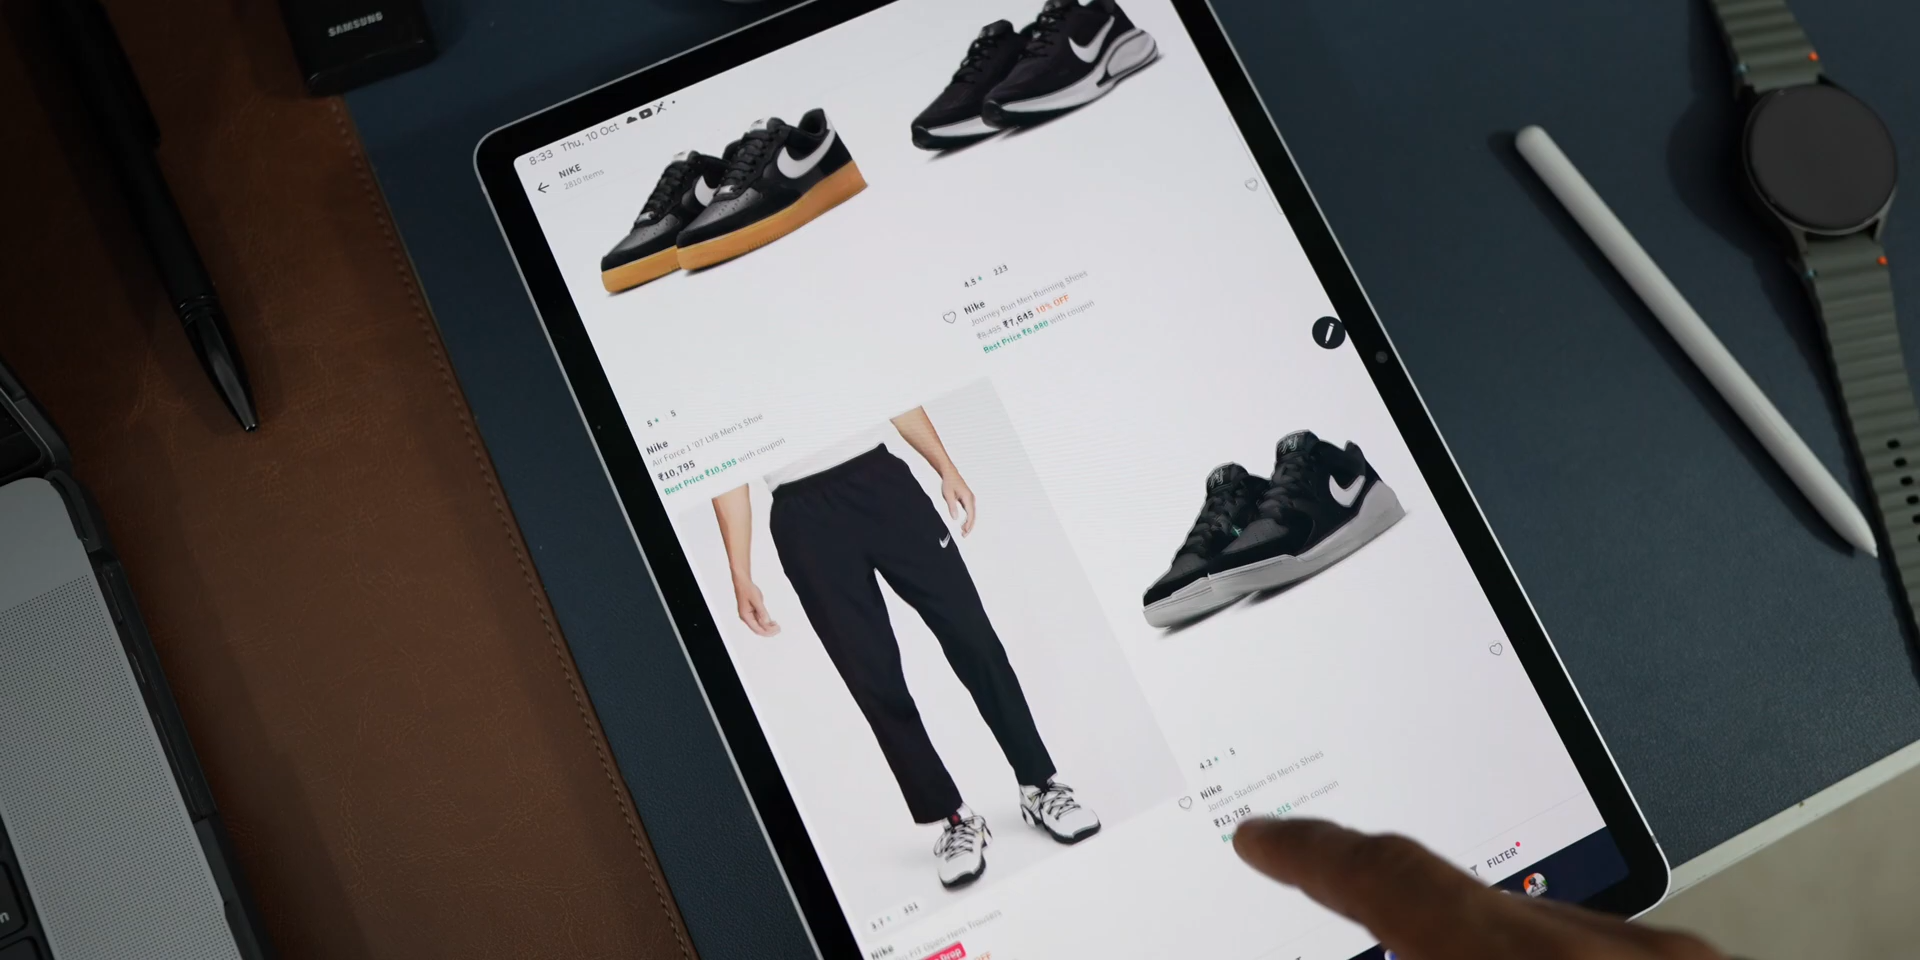 SAMSUNG
8:33 Thu, 10 Oct
NIKE
2810 items
4.5 223
Nike
Journey Run Men Running Shoes
₹7,645 10% OFF
Best Price ₹6,880 with coupon
5 5
Nike
Air Force 1 '07 LV8 Men's Shoe
₹10,795
Best Price ₹10,595 with coupon
4.2 5
Nike
Jordan Stadium 90 Men's Shoes
₹12,795
with coupon
FILTER
Nike
Trousers
Drop